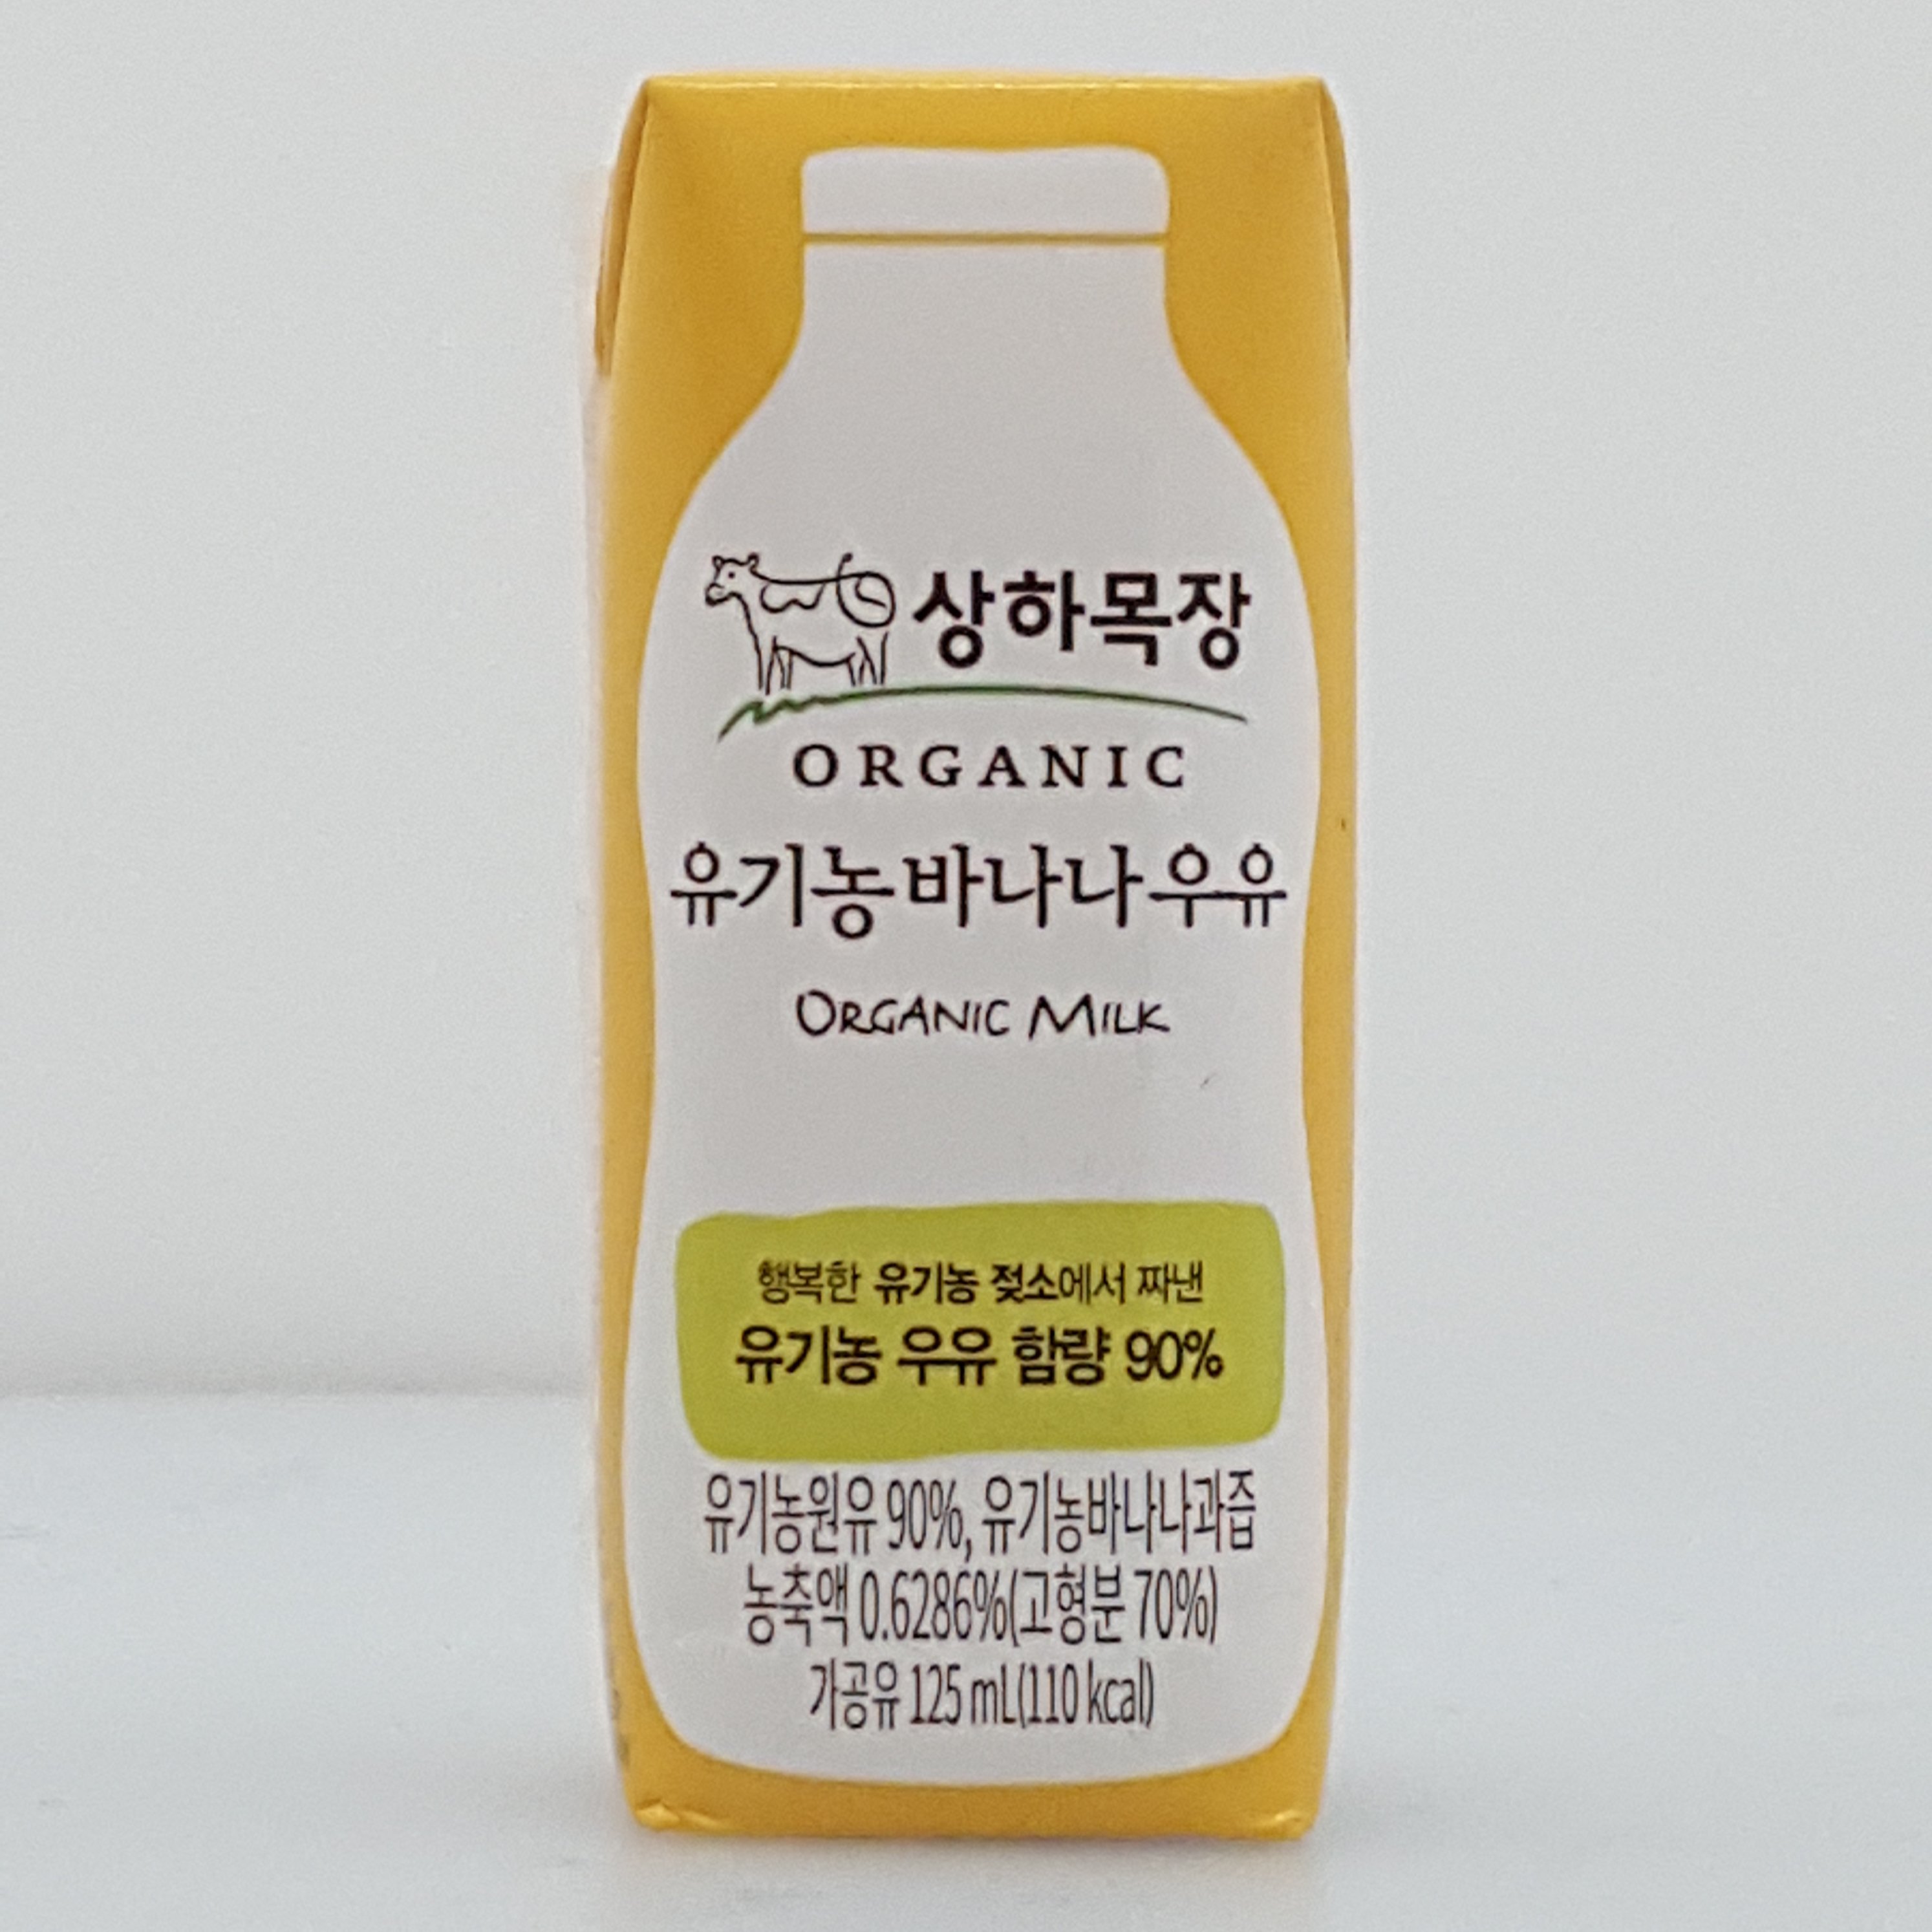 상하목장
ORGANIC
유기농바나나우유
ORGANIC MILK
행복한 유기농 젖소에서 짜낸
유기농 우유 함량 90%
유기농원유 90%, 유기농바나나과즙
농축액 0.6286%(고형분 70%)
가공유 125 mL(110 kcal)